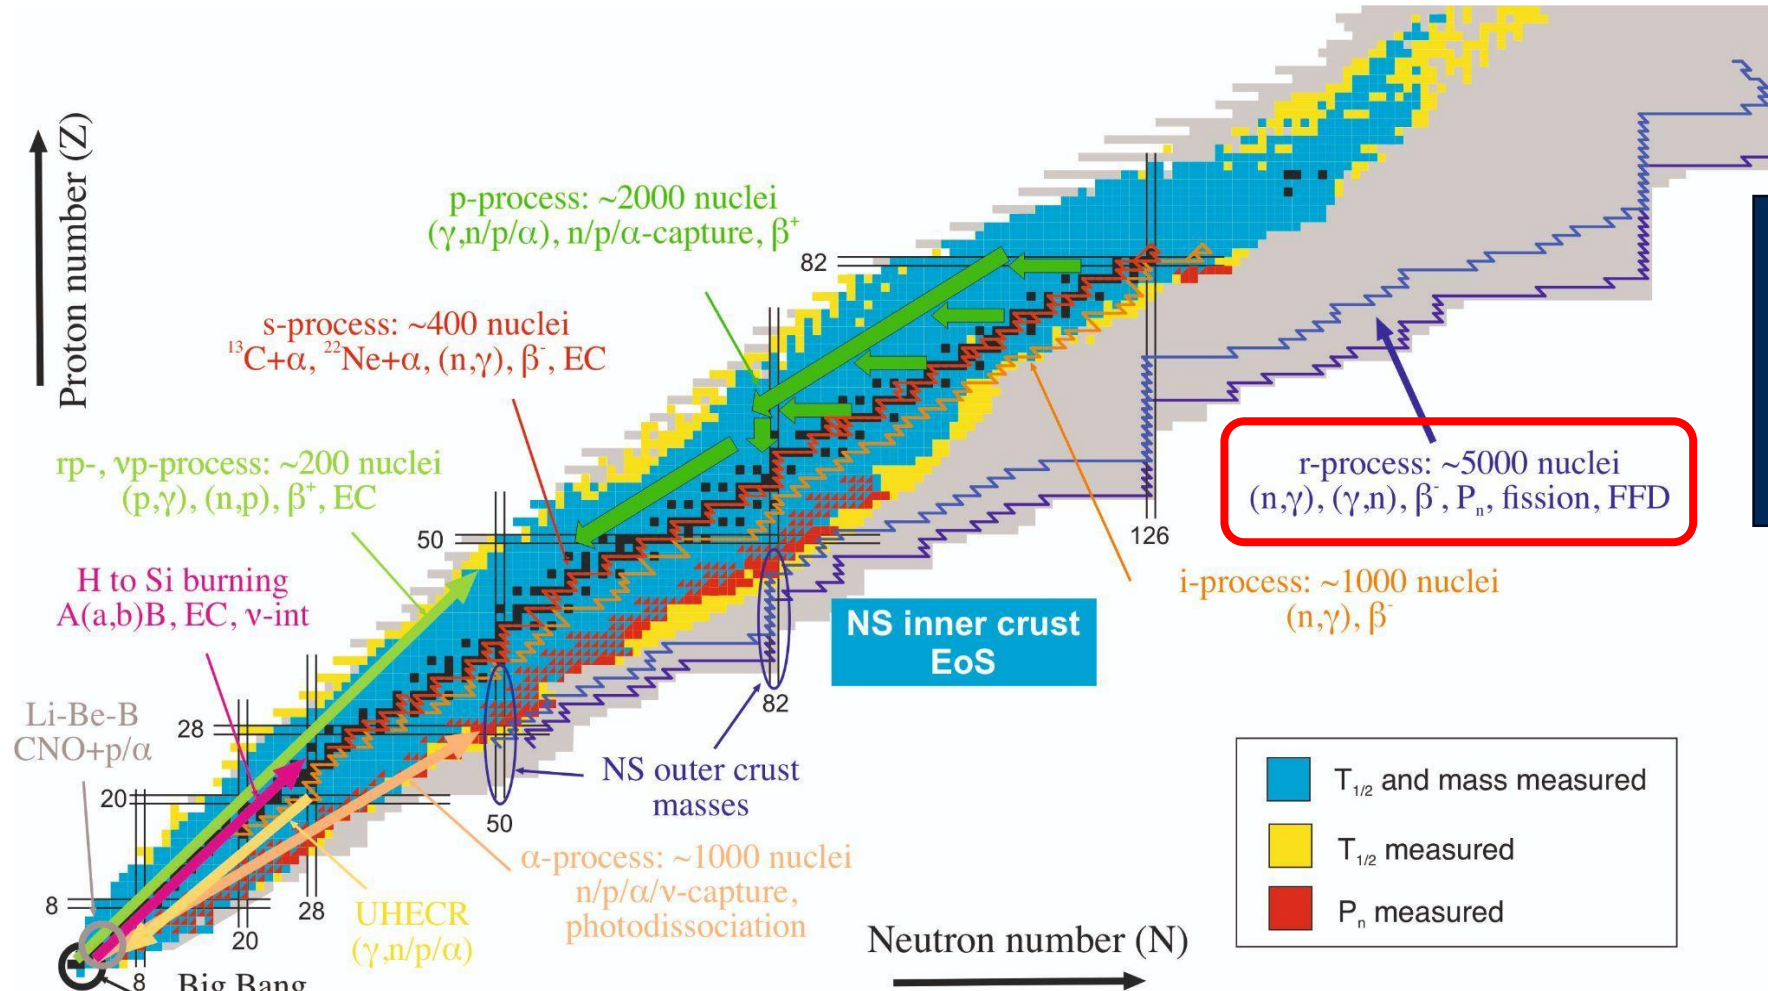 Proton number (Z)
p-process: ~2000 nuclei
(γ,n/p/α), n/p/α-capture, β⁺
82
s-process: ~400 nuclei
¹³C+α, ²²Ne+α, (n,γ), β⁻, EC
rp-, νp-process: ~200 nuclei
(p,γ), (n,p), β⁺, EC
r-process: ~5000 nuclei
(n,γ), (γ,n), β⁻, Pₙ, fission, FFD
50
126
H to Si burning
A(a,b)B, EC, ν-int
i-process: ~1000 nuclei
(n,γ), β⁻
NS inner crust
EoS
82
Li-Be-B
CNO+p/α
28
NS outer crust
masses
20
50
T₁/₂ and mass measured
T₁/₂ measured
Pₙ measured
α-process: ~1000 nuclei
n/p/α/ν-capture,
photodissociation
8
28
20
UHECR
(γ,n/p/α)
8
Big Bang
Neutron number (N)